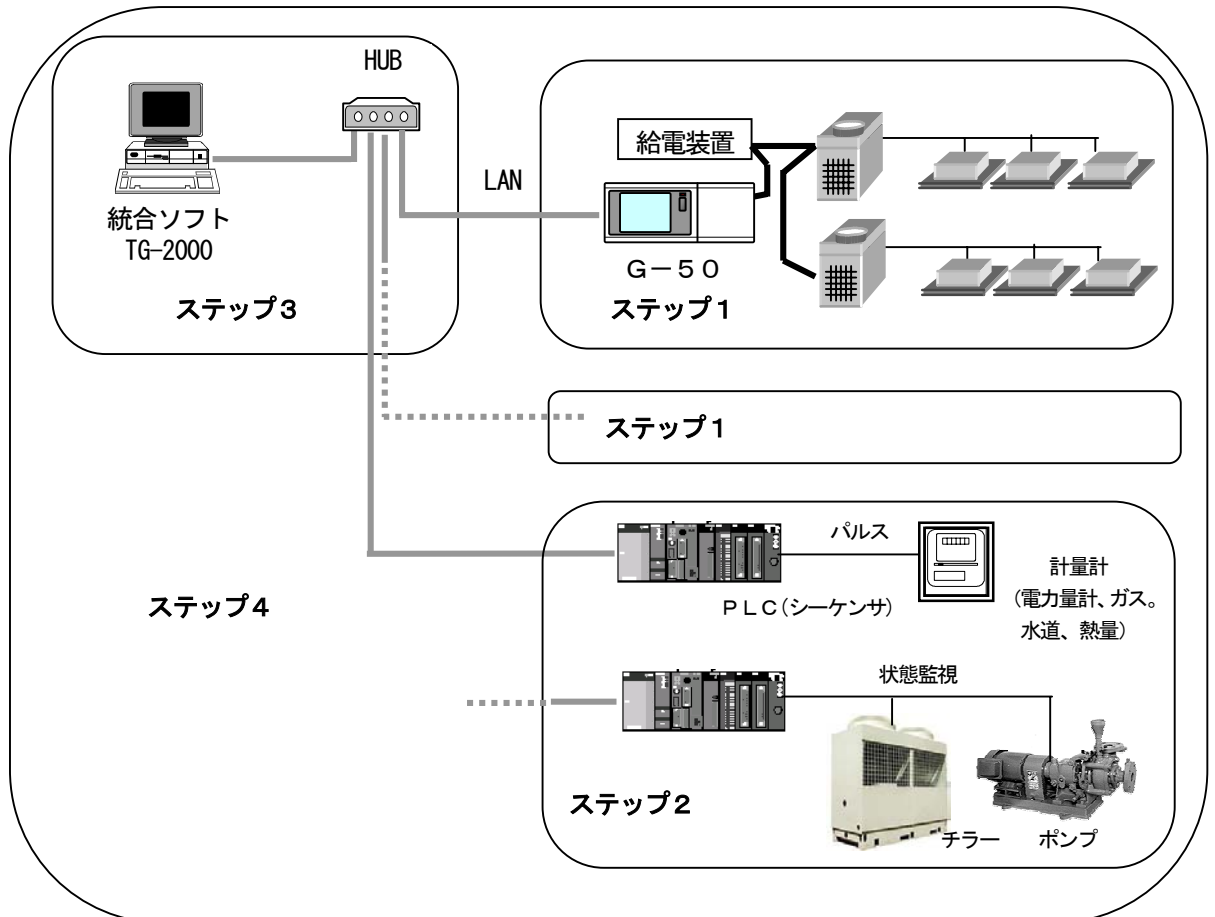 HUB
統合ソフト
TG-2000
ステップ3
LAN
給電装置
G-50
ステップ1
ステップ1
パルス
計量計
(電力量計、ガス。
水道、熱量)
PLC(シーケンサ)
ステップ4
状態監視
ステップ2
チラー
ポンプ